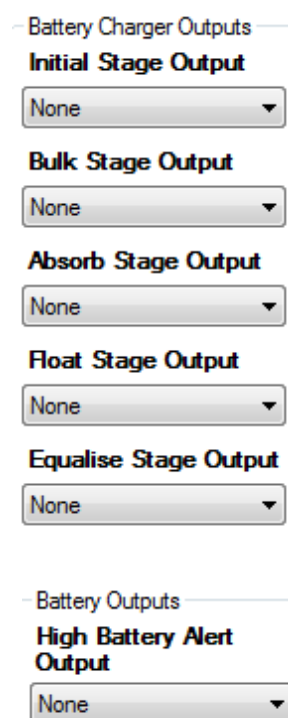 Battery Charger Outputs
Initial Stage Output
None
Bulk Stage Output
None
Absorb Stage Output
None
Float Stage Output
None
Equalise Stage Output
None
Battery Outputs
High Battery Alert
Output
None